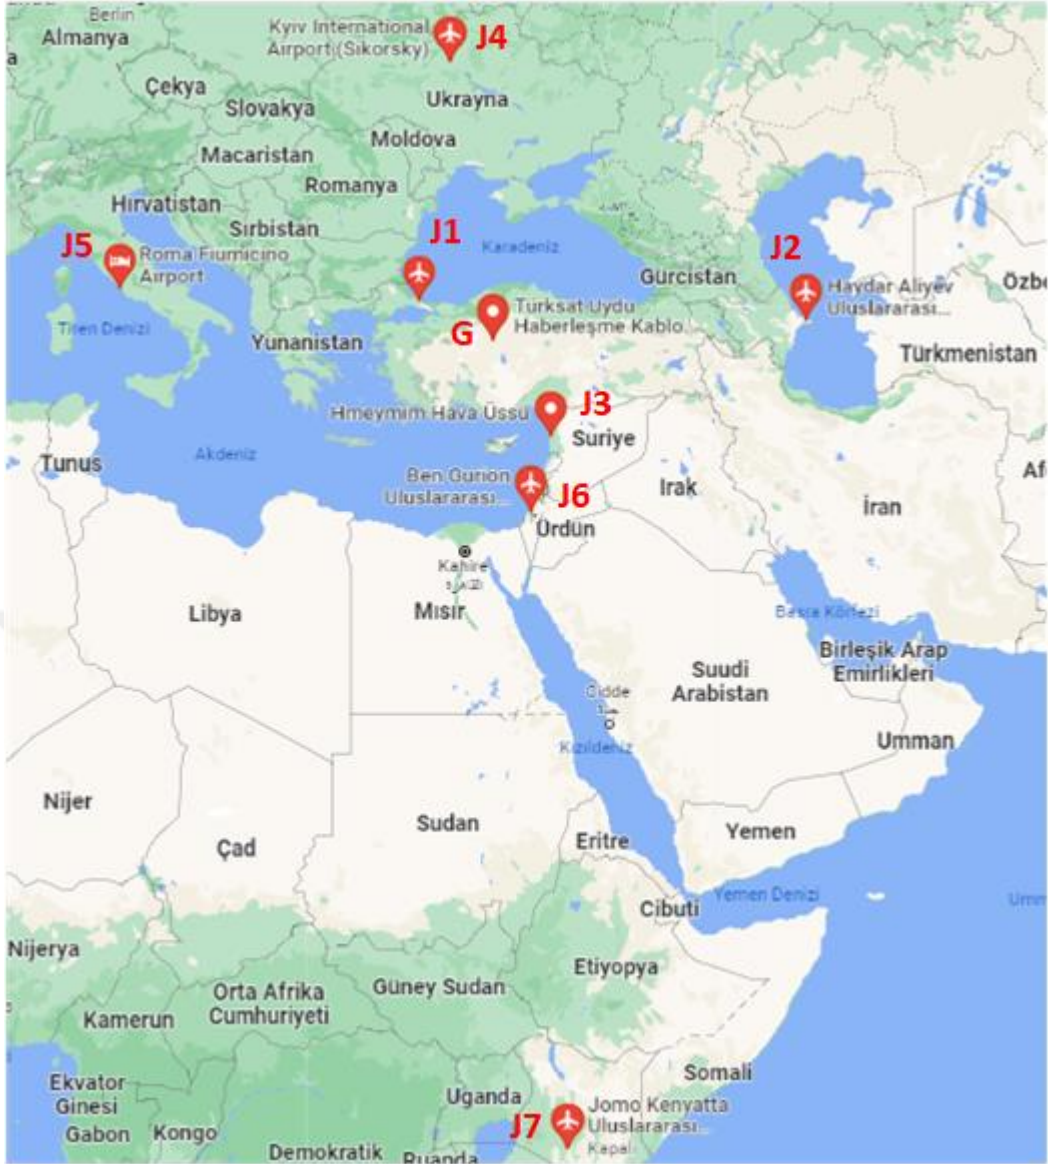 Berlin
Almanya
Kyiv International
Airport (Sikorsky)
J4
Çekya
Slovakya
Ukrayna
Moldova
Macaristan
Romanya
Hırvatistan
Sırbistan
J1
Karadeniz
J5
Roma Fiumicino
Airport
Gürcistan
J2
Haydar Aliyev
Uluslararası...
Özbe
Tiren Denizi
Yunanistan
G
Türksat Uydu
Haberleşme Kablo...
Türkmenistan
Hmeymim Hava Üssü
J3
Suriye
Akdeniz
Tunus
Ben Gurion
Uluslararası...
J6
Irak
İran
Af
Ürdün
Kahire
Libya
Mısır
Basra Körfezi
Birleşik Arap
Emirlikleri
Suudi
Arabistan
Cidde
Kızıldeniz
Umman
Nijer
Çad
Sudan
Eritre
Yemen
Yemen Denizi
Umm
Cibuti
Nijerya
Etiyopya
Orta Afrika
Cumhuriyeti
Güney Sudan
Kamerun
Somali
Ekvator
Ginesi
Uganda
J7
Jomo Kenyatta
Uluslararası...
Kapalı
Gabon
Kongo
Demokratik
Ruanda